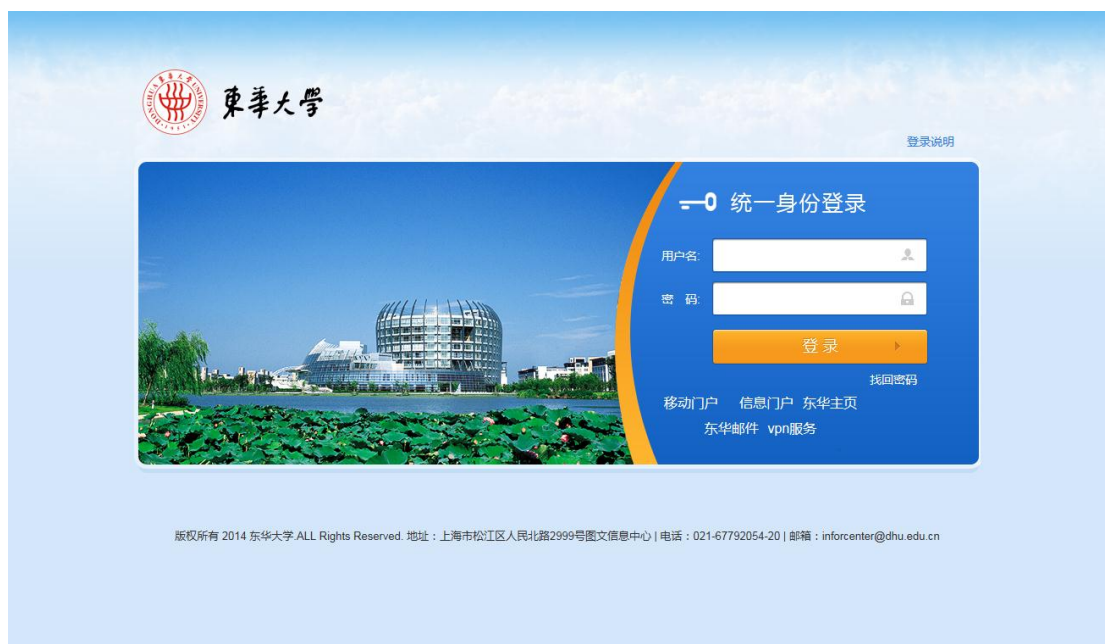 東華大學
DONGHUA UNIVERSITY
1951
登录说明
统一身份登录
用户名:
密 码:
登 录
找回密码
移动门户 信息门户 东华主页
东华邮件 vpn服务
版权所有 2014 东华大学.ALL Rights Reserved. 地址：上海市松江区人民北路2999号图文信息中心 | 电话：021-67792054-20 | 邮箱：inforcenter@dhu.edu.cn